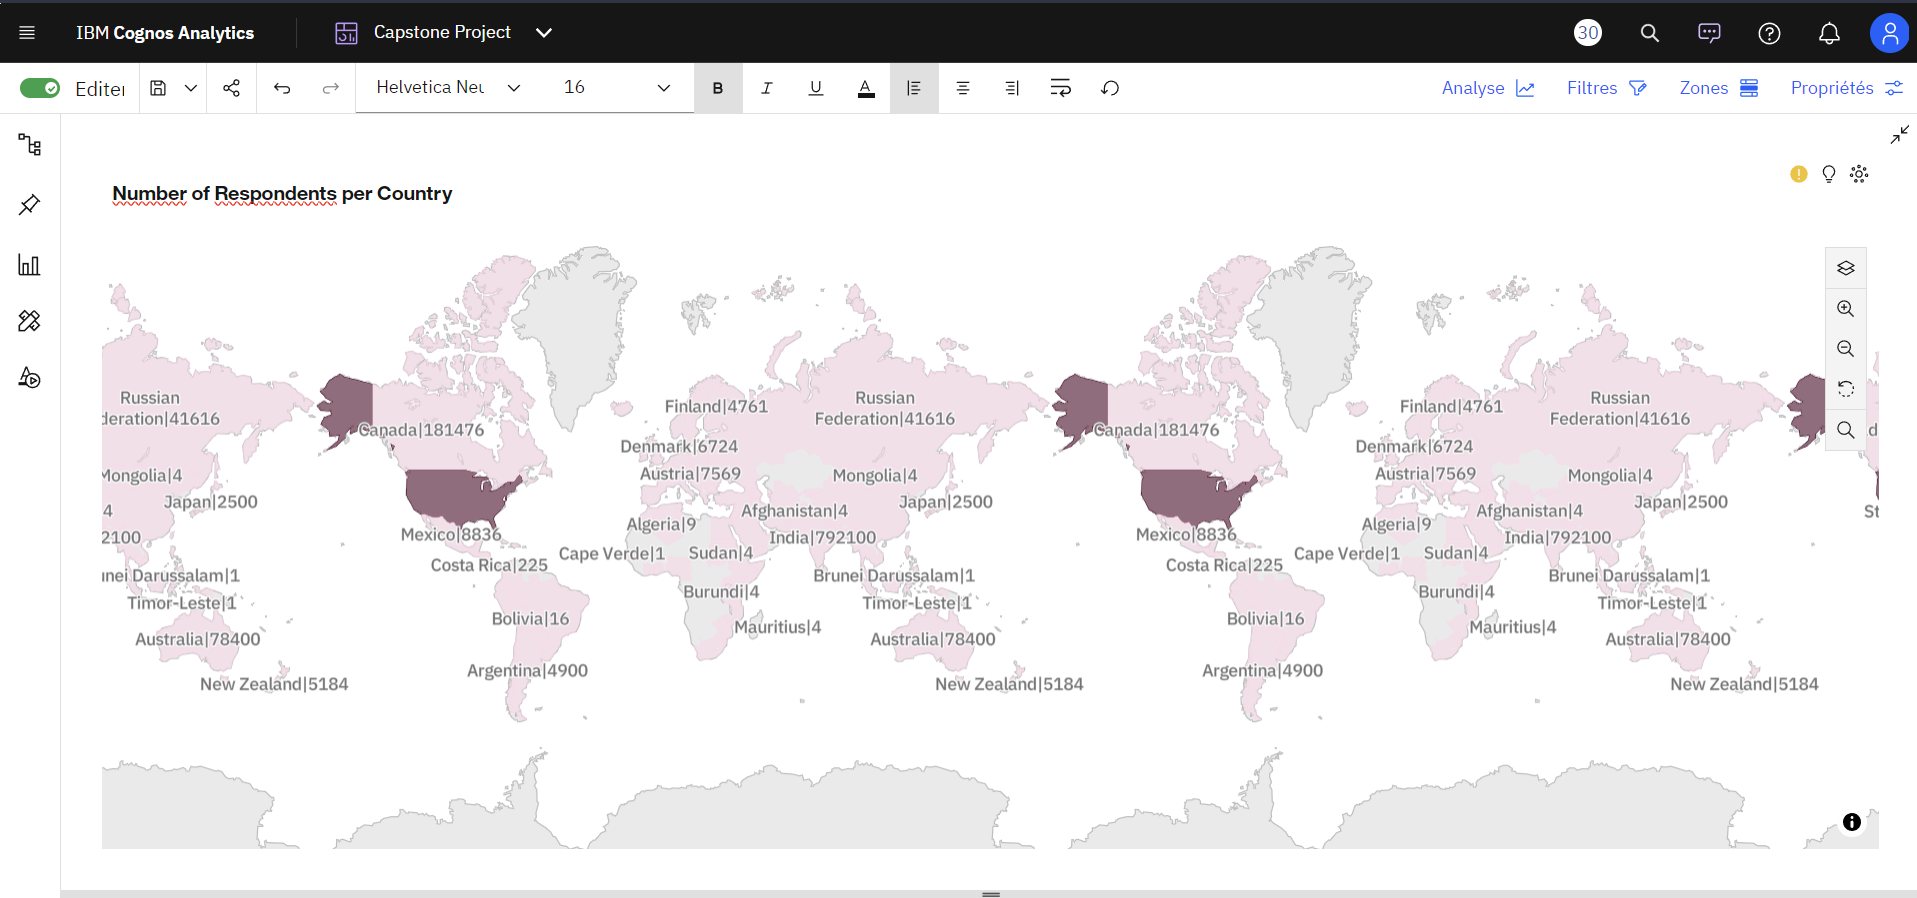 IBM Cognos Analytics
Capstone Project
30
Editer
Helvetica Neu
16
B
I
U
A
Analyse
Filtres
Zones
Propriétés
Number of Respondents per Country
Russian
deration|41616
Canada|181476
Mongolia|4
Japan|2500
4
2100
Mexico|8836
Costa Rica|225
nei Darussalam|1
Timor-Leste|1
Bolivia|16
Australia|78400
Argentina|4900
New Zealand|5184
Finland|4761
Russian
Federation|41616
Denmark|6724
Austria|7569
Mongolia|4
Japan|2500
Afghanistan|4
Algeria|9
India|792100
Cape Verde|1
Sudan|4
Brunei Darussalam|1
Burundi|4
Timor-Leste|1
Mauritius|4
Australia|78400
New Zealand|5184
Canada|181476
Mexico|8836
Costa Rica|225
Bolivia|16
Argentina|4900
Finland|4761
Russian
Federation|41616
Denmark|6724
Austria|7569
Mongolia|4
Japan|2500
Afghanistan|4
Algeria|9
India|792100
Cape Verde|1
Sudan|4
Brunei Darussalam|1
Burundi|4
Timor-Leste|1
Mauritius|4
Australia|78400
New Zealand|5184
St